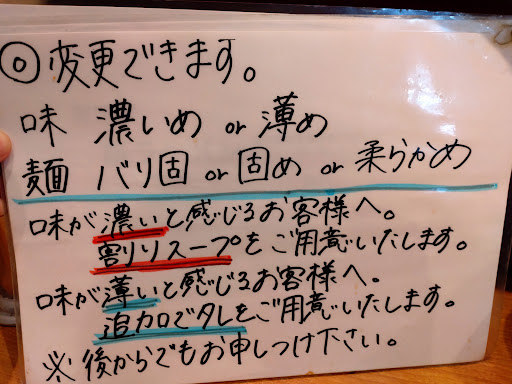 ◎変更できます。
味 濃いめ or 薄め
麺 バリ固 or 固め or 柔らかめ
味が濃いと感じるお客様へ。
割りスープをご用意いたします。
味が薄いと感じるお客様へ。
追加でタレをご用意いたします。
※後からでもお申しつけ下さい。